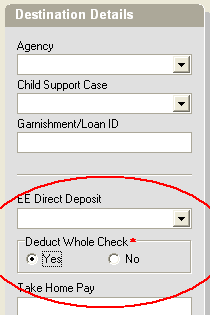 Destination Details
Agency
Child Support Case
Garnishment/Loan ID
EE Direct Deposit
Deduct Whole Check *
Yes No
Take Home Pay